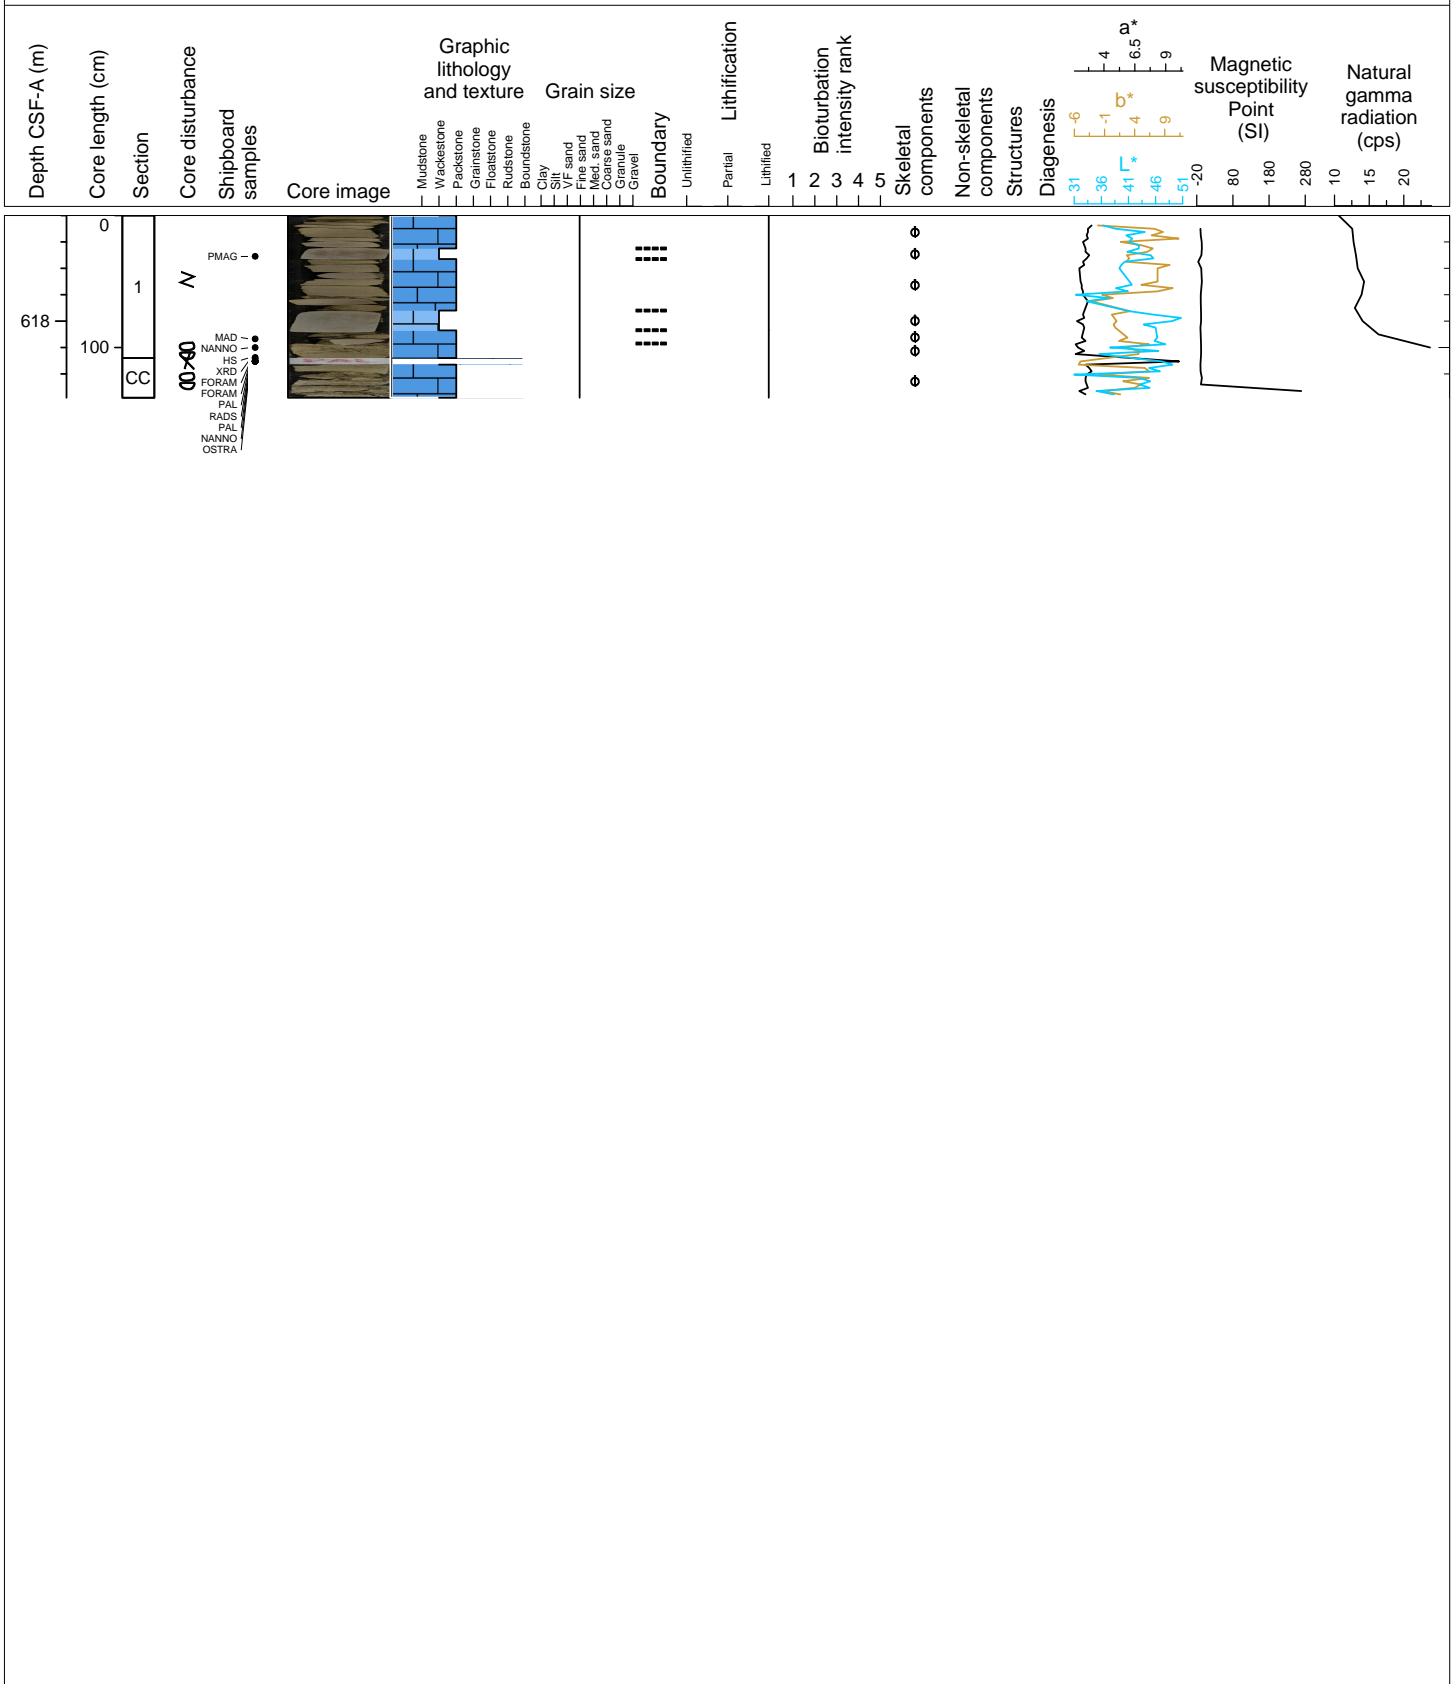 Depth CSF-A (m)
Core length (cm)
Section
Core disturbance
Shipboard
samples
Core image
Graphic
lithology
and texture
Mudstone
Wackestone
Packstone
Grainstone
Floatstone
Rudstone
Boundstone
Grain size
Clay
Silt
VF sand
Fine sand
Med. sand
Coarse sand
Granule
Gravel
Boundary
Lithification
Unlithified
Partial
Lithified
Bioturbation
intensity rank
1 2 3 4 5
Skeletal
components
Non-skeletal
components
Structures
Diagenesis
a*
4 6.5 9
b*
-6 -1 4 9
L*
31 36 41 46 51
Magnetic
susceptibility
Point
(SI)
-20 80 180 280
Natural
gamma
radiation
(cps)
10 15 20
618
0
100
1
CC
PMAG
MAD
NANNO
HS
XRD
FORAM
FORAM
PAL
RADS
PAL
NANNO
OSTRA